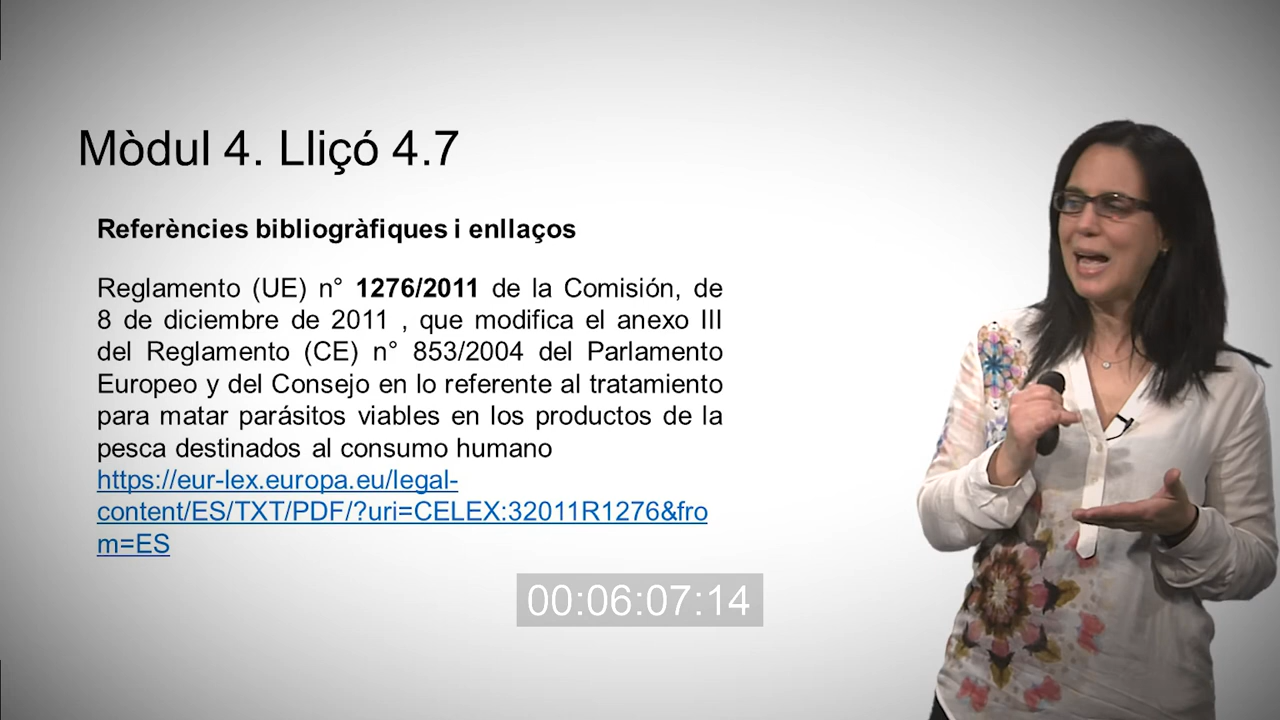 Mòdul 4. Lliçó 4.7
Referències bibliogràfiques i enllaços
Reglamento (UE) n° 1276/2011 de la Comisión, de
8 de diciembre de 2011 , que modifica el anexo III
del Reglamento (CE) n° 853/2004 del Parlamento
Europeo y del Consejo en lo referente al tratamiento
para matar parásitos viables en los productos de la
pesca destinados al consumo humano
https://eur-lex.europa.eu/legal-
content/ES/TXT/PDF/?uri=CELEX:32011R1276&fro
m=ES
00:06:07:14